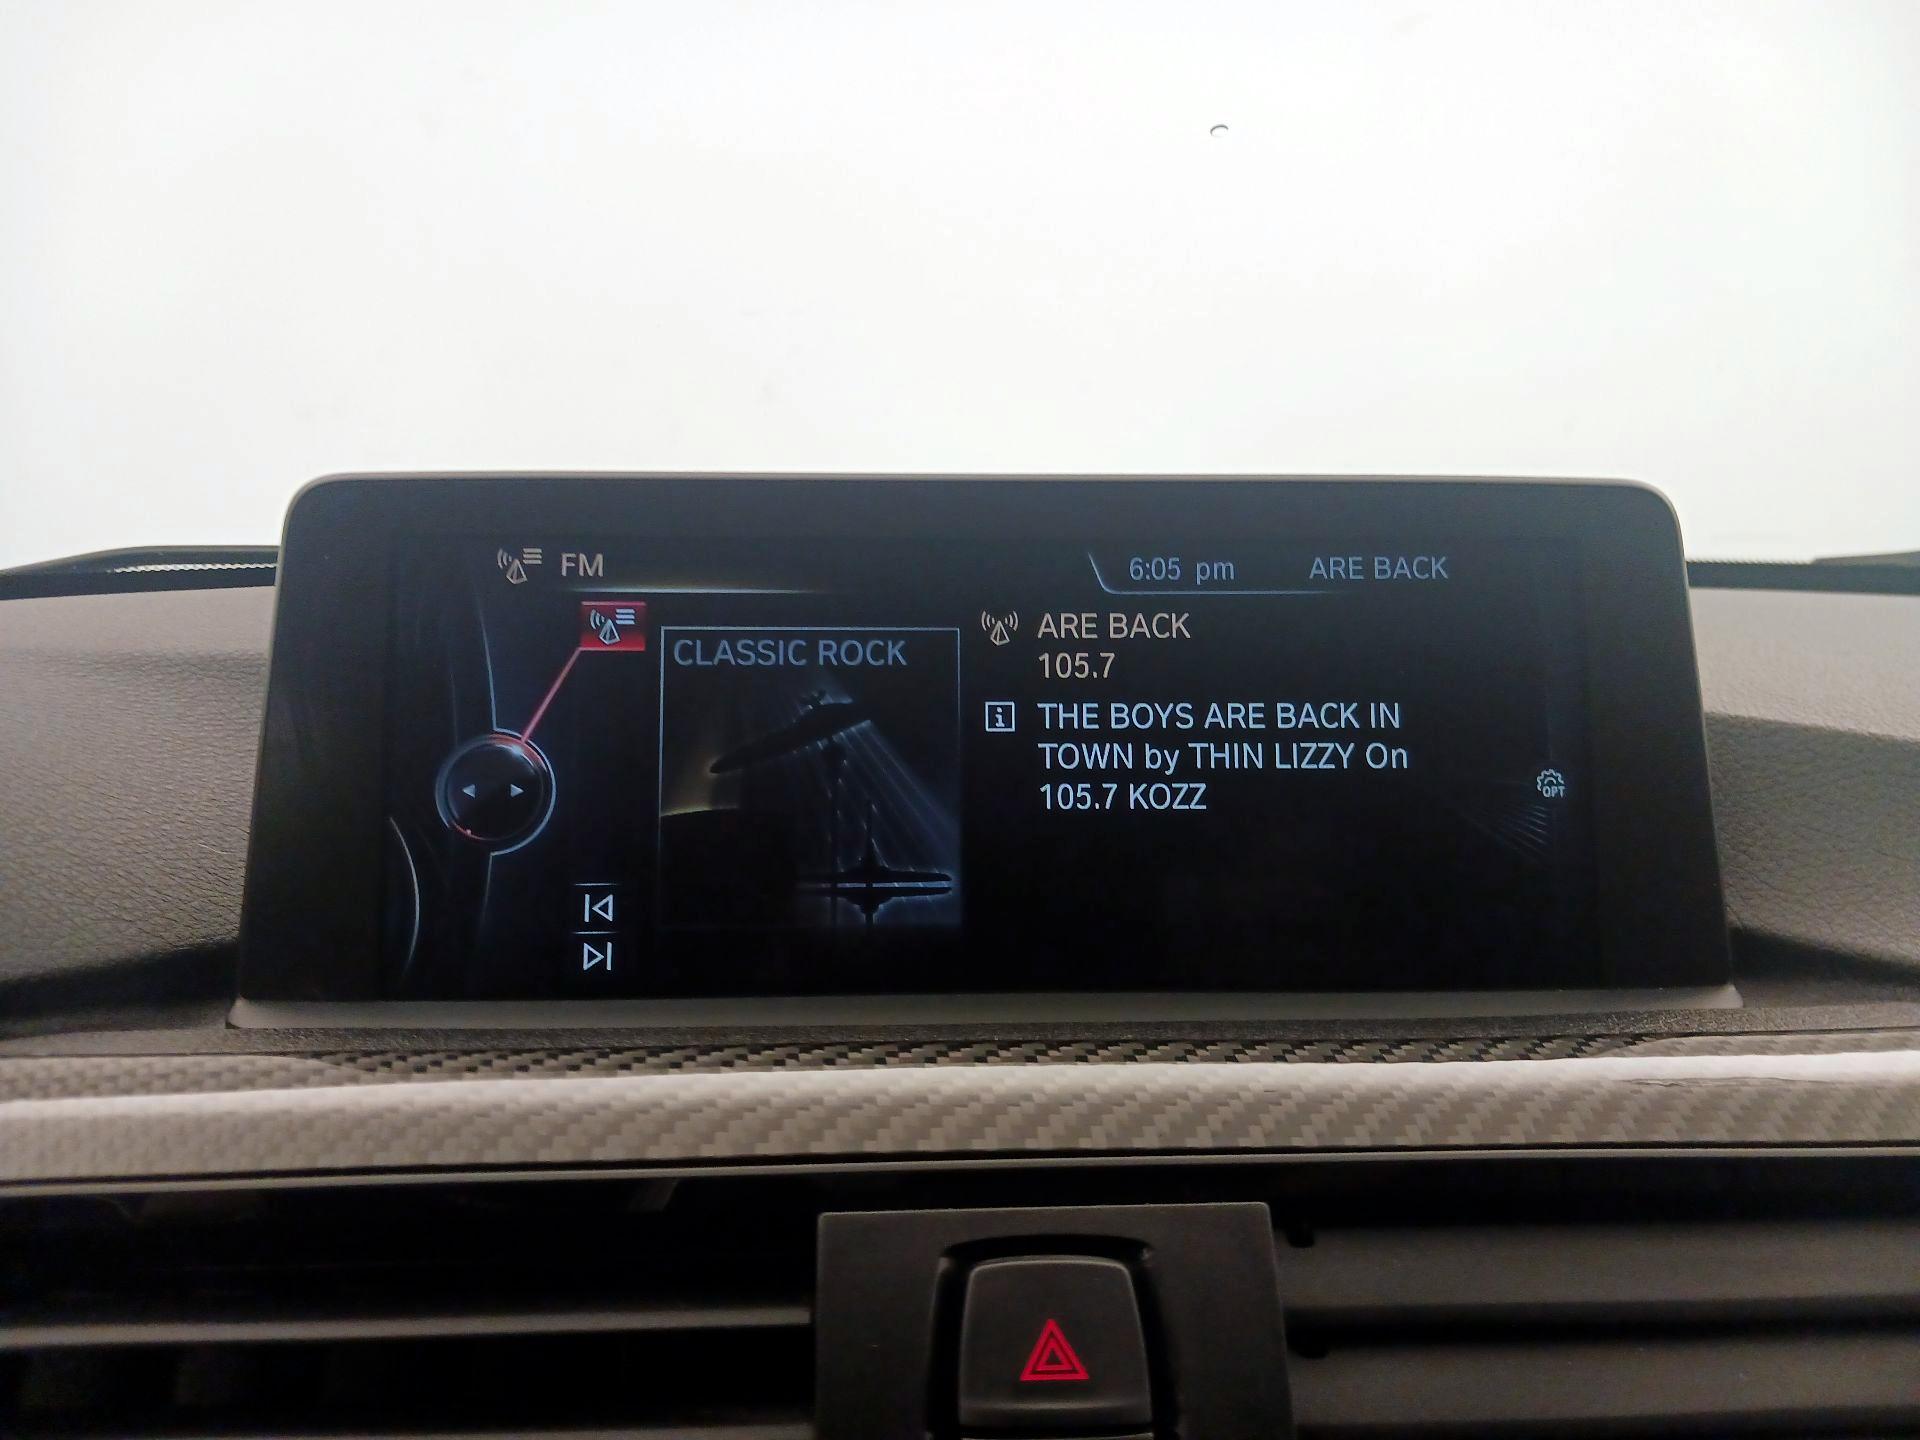 FM
6:05 pm
ARE BACK
CLASSIC ROCK
ARE BACK
105.7
THE BOYS ARE BACK IN
TOWN by THIN LIZZY On
105.7 KOZZ
OPT